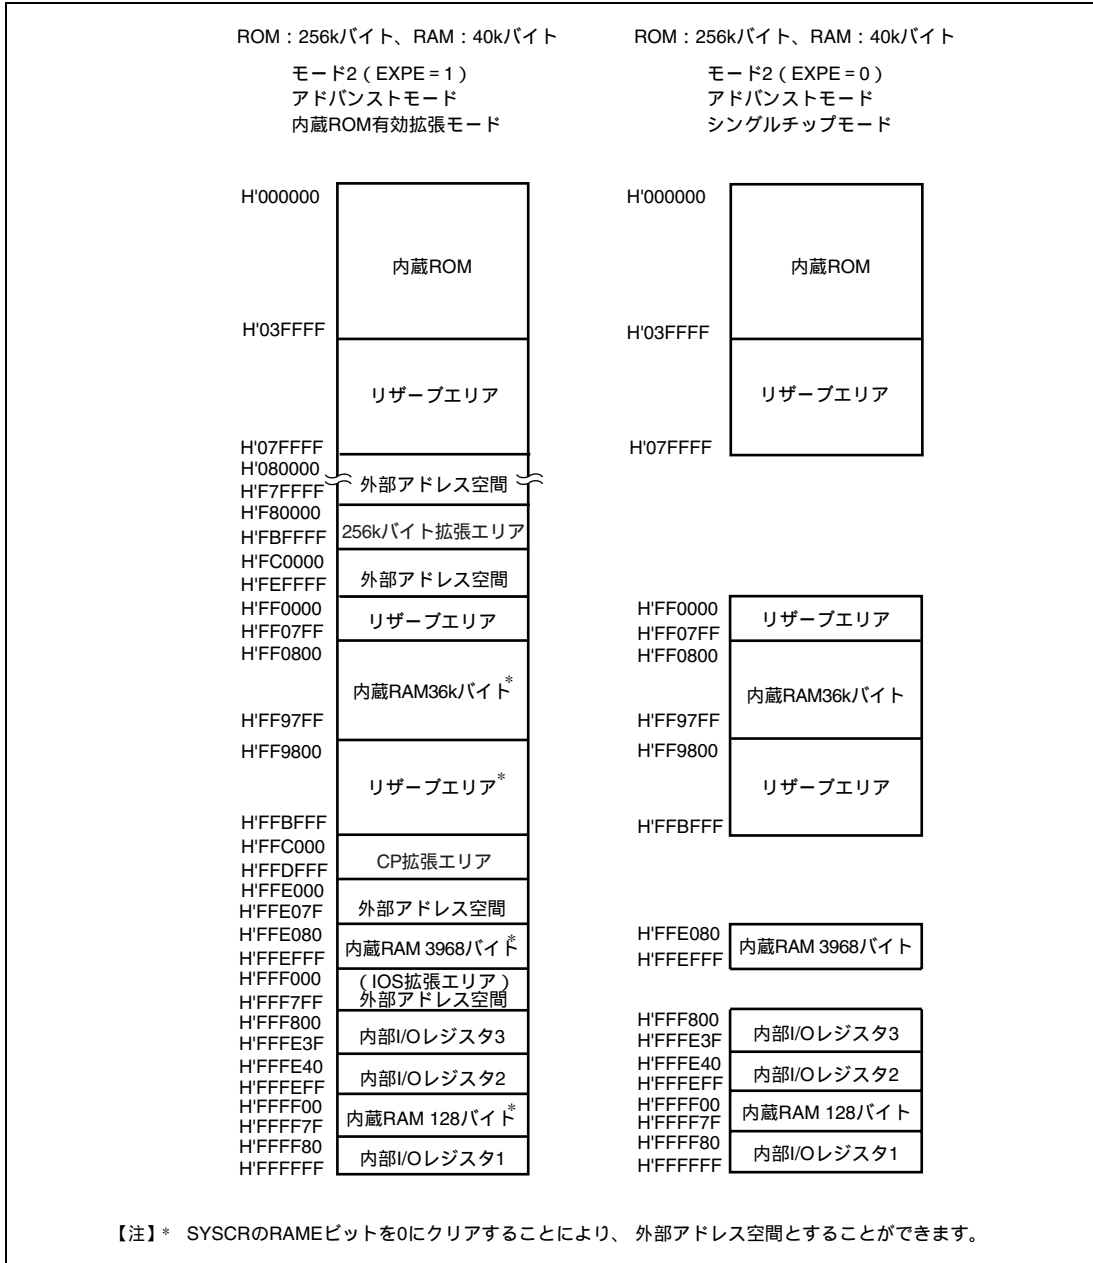 ROM：256kバイト、RAM：40kバイト
モード2（EXPE = 1）
アドバンストモード
内蔵ROM有効拡張モード
H'000000
内蔵ROM
H'03FFFF
リザーブエリア
H'07FFFF
H'080000
外部アドレス空間
H'F7FFFF
H'F80000
256kバイト拡張エリア
H'FBFFFF
H'FC0000
外部アドレス空間
H'FEFFFF
H'FF0000
リザーブエリア
H'FF07FF
H'FF0800
内蔵RAM36kバイト*
H'FF97FF
H'FF9800
リザーブエリア*
H'FFBFFF
H'FFC000
CP拡張エリア
H'FFDFFF
H'FFE000
外部アドレス空間
H'FFE07F
H'FFE080
内蔵RAM 3968バイト*
H'FFEFFF
H'FFF000
（IOS拡張エリア）
外部アドレス空間
H'FFF7FF
H'FFF800
内部I/Oレジスタ3
H'FFFE3F
H'FFFE40
内部I/Oレジスタ2
H'FFFEFF
H'FFFF00
内蔵RAM 128バイト*
H'FFFF7F
H'FFFF80
内部I/Oレジスタ1
H'FFFFFF
ROM：256kバイト、RAM：40kバイト
モード2（EXPE = 0）
アドバンストモード
シングルチップモード
H'000000
内蔵ROM
H'03FFFF
リザーブエリア
H'07FFFF
H'FF0000
リザーブエリア
H'FF07FF
H'FF0800
内蔵RAM36kバイト
H'FF97FF
H'FF9800
リザーブエリア
H'FFBFFF
H'FFE080
内蔵RAM 3968バイト
H'FFEFFF
H'FFF800
内部I/Oレジスタ3
H'FFFE3F
H'FFFE40
内部I/Oレジスタ2
H'FFFEFF
H'FFFF00
内蔵RAM 128バイト
H'FFFF7F
H'FFFF80
内部I/Oレジスタ1
H'FFFFFF
【注】* SYSCRのRAMEビットを0にクリアすることにより、 外部アドレス空間とすることができます。